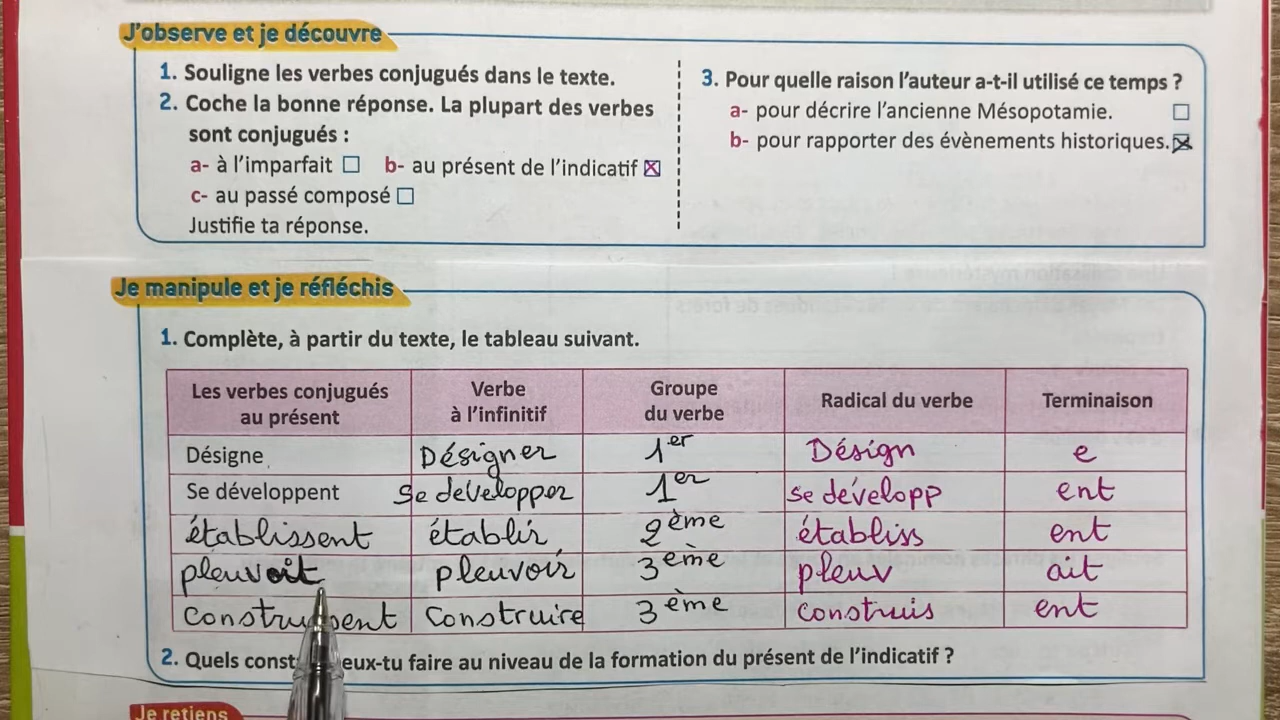 J'observe et je découvre
1. Souligne les verbes conjugués dans le texte.
2. Coche la bonne réponse. La plupart des verbes
sont conjugués :
a- à l'imparfait ☐ b- au présent de l'indicatif ☒
c- au passé composé ☐
Justifie ta réponse.
3. Pour quelle raison l'auteur a-t-il utilisé ce temps ?
a- pour décrire l'ancienne Mésopotamie. ☐
b- pour rapporter des évènements historiques. ☒
Je manipule et je réfléchis
1. Complète, à partir du texte, le tableau suivant.
Les verbes conjugués
au présent
Verbe
à l'infinitif
Groupe
du verbe
Radical du verbe
Terminaison
Désigne Désigner 1er Désign e
Se développent Se développer 1er se développ ent
établissent établir 2ème établiss ent
pleuvoit pleuvoir 3ème pleuv ait
Construire 3ème construis ent
2. Quels faire au niveau de la formation du présent de l'indicatif ?
Je retiens